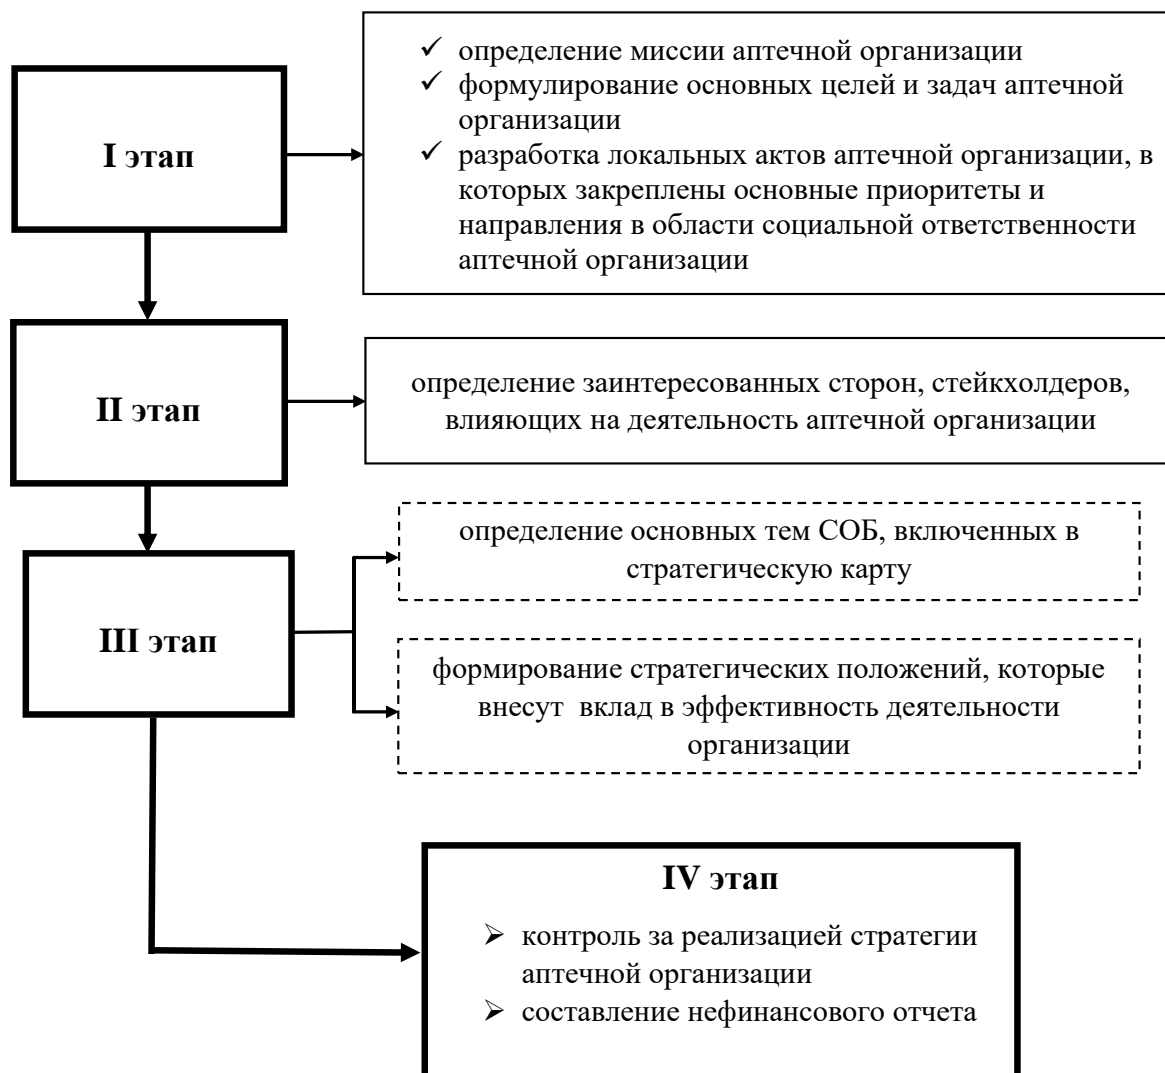 I этап
✓ определение миссии аптечной организации
✓ формулирование основных целей и задач аптечной
организации
✓ разработка локальных актов аптечной организации, в
которых закреплены основные приоритеты и
направления в области социальной ответственности
аптечной организации
II этап
определение заинтересованных сторон, стейкхолдеров,
влияющих на деятельность аптечной организации
III этап
определение основных тем СОБ, включенных в
стратегическую карту
формирование стратегических положений, которые
внесут вклад в эффективность деятельности
организации
IV этап
➢ контроль за реализацией стратегии
аптечной организации
➢ составление нефинансового отчета